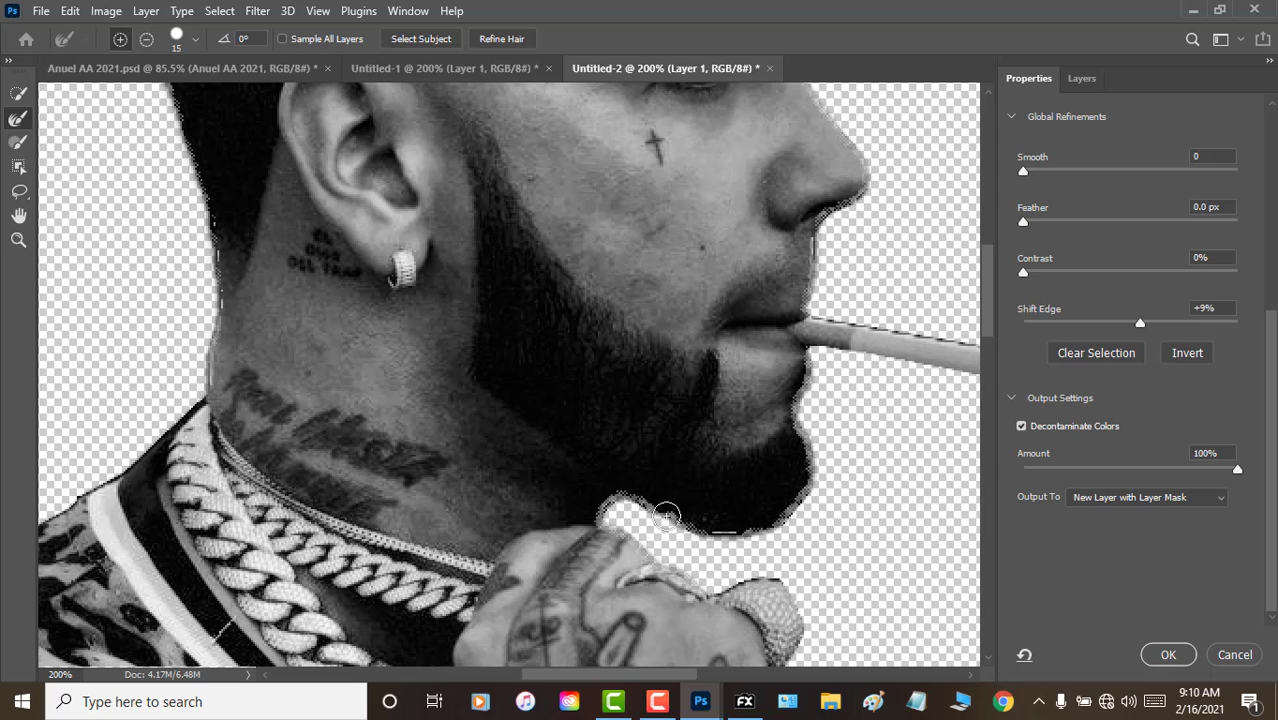 Ps File Edit Image Layer Type Select Filter 3D View Plugins Window Help
15 0° Sample All Layers Select Subject Refine Hair
Anuel AA 2021.psd @ 85.5% (Anuel AA 2021, RGB/8#) * × Untitled-1 @ 200% (Layer 1, RGB/8#) * × Untitled-2 @ 200% (Layer 1, RGB/8#) * ×
Properties Layers
Global Refinements
Smooth 0
Feather 0.0 px
Contrast 0%
Shift Edge +9%
Clear Selection Invert
Output Settings
Decontaminate Colors
Amount 100%
Output To New Layer with Layer Mask
OK Cancel
200% Doc: 4.17M/6.48M
Type here to search
Ps FX
9:10 AM
2/16/2021
1